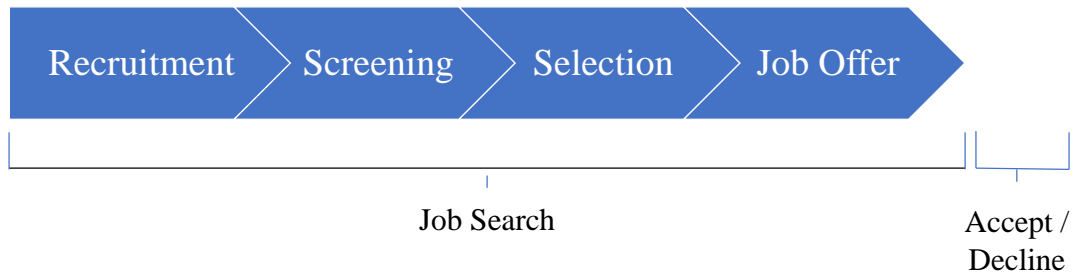 Recruitment
Screening
Selection
Job Offer
Job Search
Accept /
Decline